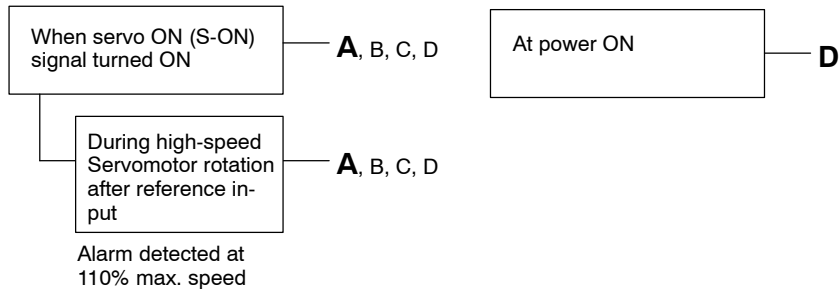 When servo ON (S-ON)
signal turned ON
A, B, C, D
During high-speed
Servomotor rotation
after reference in-
put
A, B, C, D
Alarm detected at
110% max. speed
At power ON
D